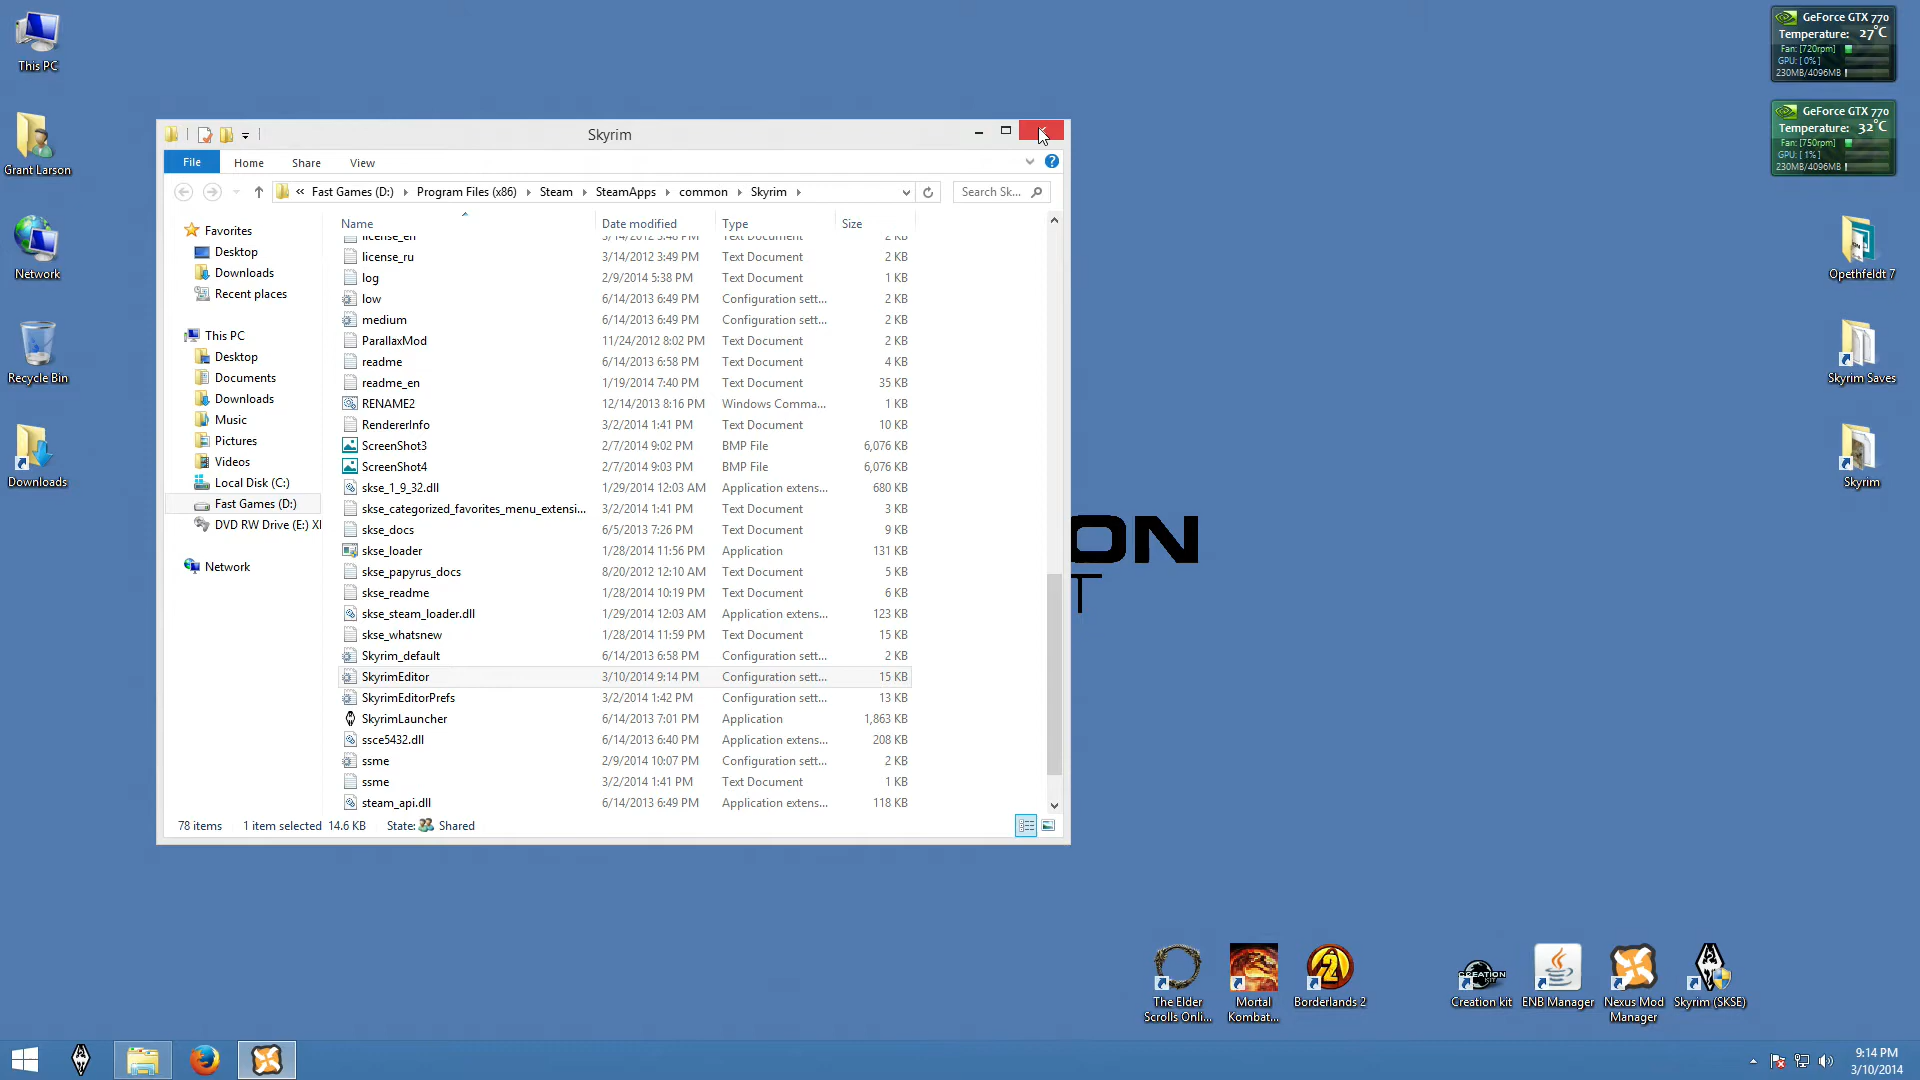 This PC
Grant Larson
Network
Recycle Bin
Downloads
Skyrim
File
Home
Share
View
« Fast Games (D:) Program Files (x86) Steam SteamApps common Skyrim
Search Sk...
Favorites
Desktop
Downloads
Recent places
This PC
Desktop
Documents
Downloads
Music
Pictures
Videos
Local Disk (C:)
Fast Games (D:)
DVD RW Drive (E:) XI
Network
Name Date modified Type Size
license_en 3/14/2012 3:48 PM Text Document 2 KB
license_ru 3/14/2012 3:49 PM Text Document 2 KB
log 2/9/2014 5:38 PM Text Document 1 KB
low 6/14/2013 6:49 PM Configuration sett... 2 KB
medium 6/14/2013 6:49 PM Configuration sett... 2 KB
ParallaxMod 11/24/2012 8:02 PM Text Document 2 KB
readme 6/14/2013 6:58 PM Text Document 4 KB
readme_en 1/19/2014 7:40 PM Text Document 35 KB
RENAME2 12/14/2013 8:16 PM Windows Comma... 1 KB
RendererInfo 3/2/2014 1:41 PM Text Document 10 KB
ScreenShot3 2/7/2014 9:02 PM BMP File 6,076 KB
ScreenShot4 2/7/2014 9:03 PM BMP File 6,076 KB
skse_1_9_32.dll 1/29/2014 12:03 AM Application extens... 680 KB
skse_categorized_favorites_menu_extensi... 3/2/2014 1:41 PM Text Document 3 KB
skse_docs 6/5/2013 7:26 PM Text Document 9 KB
skse_loader 1/28/2014 11:56 PM Application 131 KB
skse_papyrus_docs 8/20/2012 12:10 AM Text Document 5 KB
skse_readme 1/28/2014 10:19 PM Text Document 6 KB
skse_steam_loader.dll 1/29/2014 12:03 AM Application extens... 123 KB
skse_whatsnew 1/28/2014 11:59 PM Text Document 15 KB
Skyrim_default 6/14/2013 6:58 PM Configuration sett... 2 KB
SkyrimEditor 3/10/2014 9:14 PM Configuration sett... 15 KB
SkyrimEditorPrefs 3/2/2014 1:42 PM Configuration sett... 13 KB
SkyrimLauncher 6/14/2013 7:01 PM Application 1,863 KB
ssce5432.dll 6/14/2013 6:40 PM Application extens... 208 KB
ssme 2/9/2014 10:07 PM Configuration sett... 2 KB
ssme 3/2/2014 1:41 PM Text Document 1 KB
steam_api.dll 6/14/2013 6:49 PM Application extens... 118 KB
78 items 1 item selected 14.6 KB State: Shared
ON
T
GeForce GTX 770
Temperature: 27°C
Fan: [720rpm]
GPU: [ 0%]
230MB/4096MB
GeForce GTX 770
Temperature: 32°C
Fan: [750rpm]
GPU: [ 1%]
230MB/4096MB
Opethfeldt 7
Skyrim Saves
Skyrim
The Elder
Scrolls Onli...
Mortal
Kombat...
2
Borderlands 2
CREATION
Creation kit
ENB Manager
Nexus Mod
Manager
Skyrim (SKSE)
9:14 PM
3/10/2014